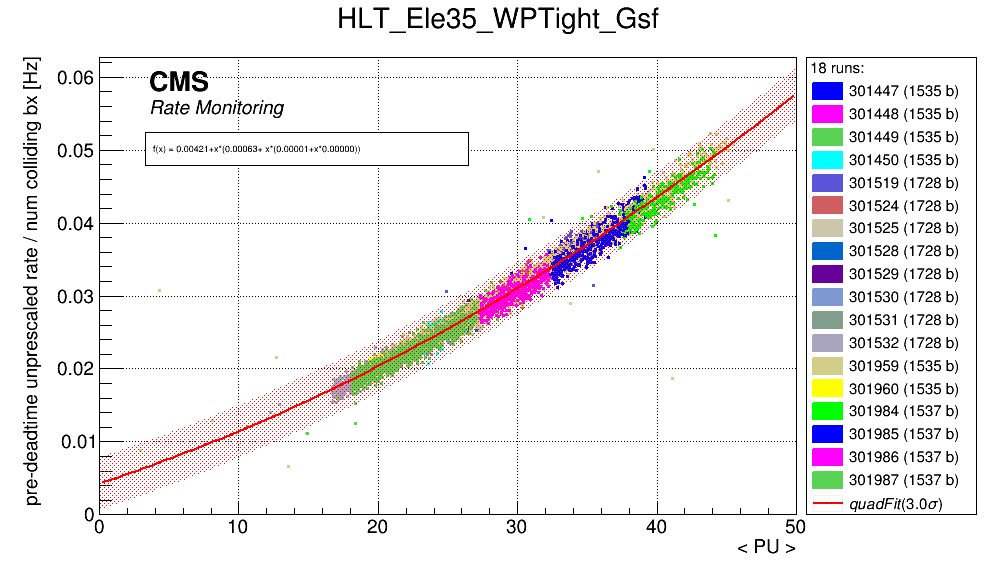 HLT_Ele35_WPTight_Gsf
CMS
Rate Monitoring
f(x) = 0.00421+x*(0.00063+ x*(0.00001+x*0.00000))
pre-deadtime unprescaled rate / num colliding bx [Hz]
0.06
0.05
0.04
0.03
0.02
0.01
0
0 10 20 30 40 50
< PU >
18 runs:
301447 (1535 b)
301448 (1535 b)
301449 (1535 b)
301450 (1535 b)
301519 (1728 b)
301524 (1728 b)
301525 (1728 b)
301528 (1728 b)
301529 (1728 b)
301530 (1728 b)
301531 (1728 b)
301532 (1728 b)
301959 (1535 b)
301960 (1535 b)
301984 (1537 b)
301985 (1537 b)
301986 (1537 b)
301987 (1537 b)
quadFit(3.0σ)